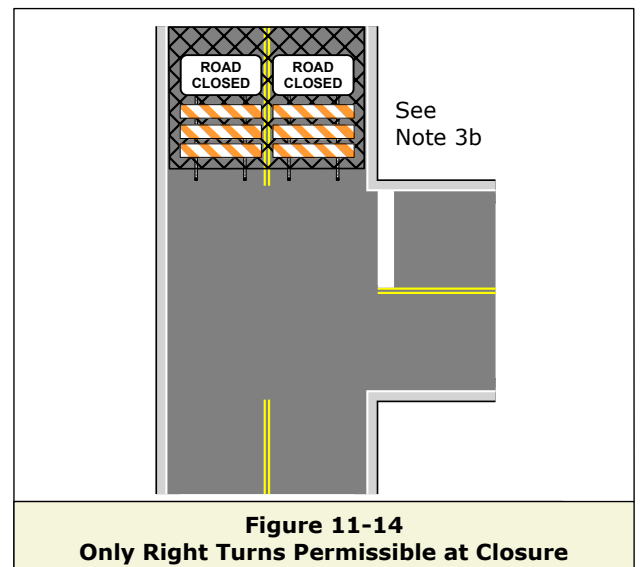 ROAD
CLOSED
ROAD
CLOSED
See
Note 3b
Figure 11-14
Only Right Turns Permissible at Closure